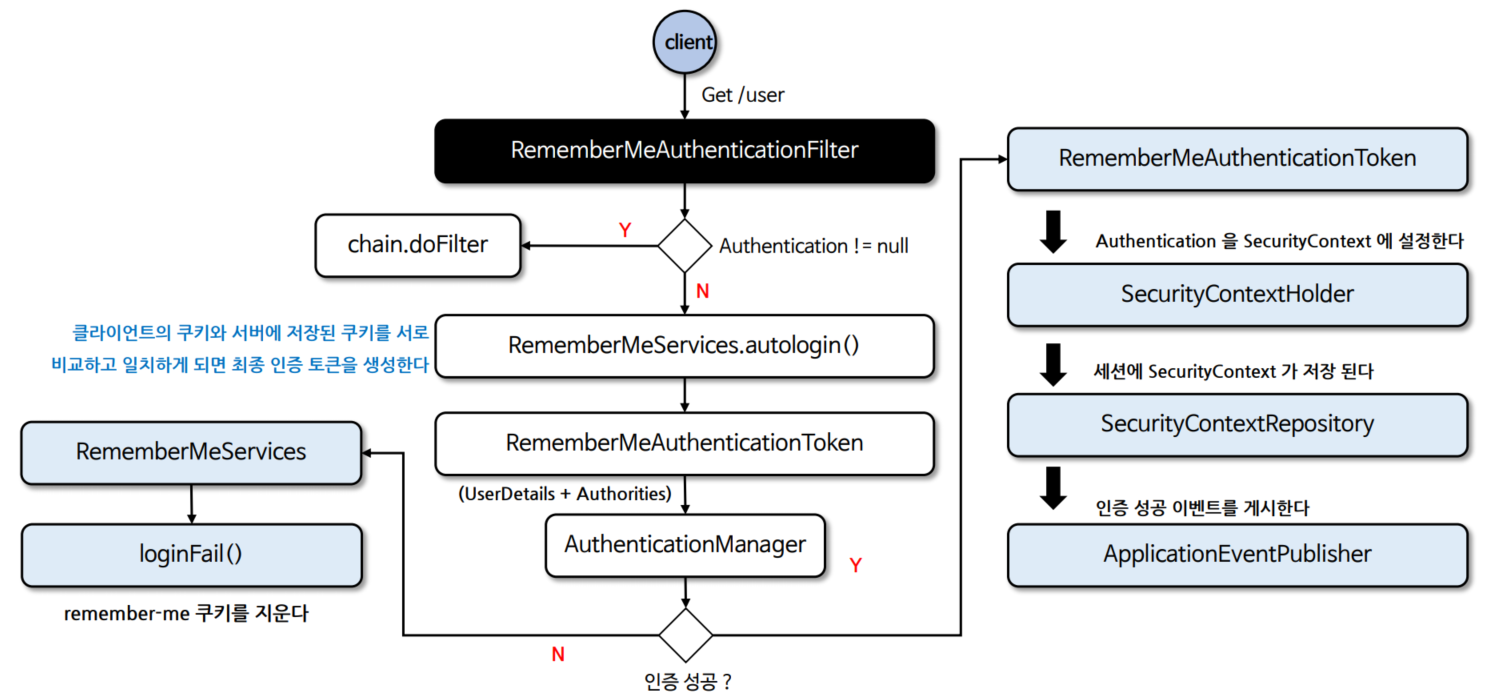 client
Get /user
RememberMeAuthenticationFilter
Y
chain.doFilter
Authentication != null
N
클라이언트의 쿠키와 서버에 저장된 쿠키를 서로
비교하고 일치하게 되면 최종 인증 토큰을 생성한다
RememberMeServices.autologin()
RememberMeAuthenticationToken
(UserDetails + Authorities)
AuthenticationManager
인증 성공 ?
N
RememberMeServices
loginFail()
remember-me 쿠키를 지운다
Y
RememberMeAuthenticationToken
Authentication 을 SecurityContext 에 설정한다
SecurityContextHolder
세션에 SecurityContext 가 저장 된다
SecurityContextRepository
인증 성공 이벤트를 게시한다
ApplicationEventPublisher